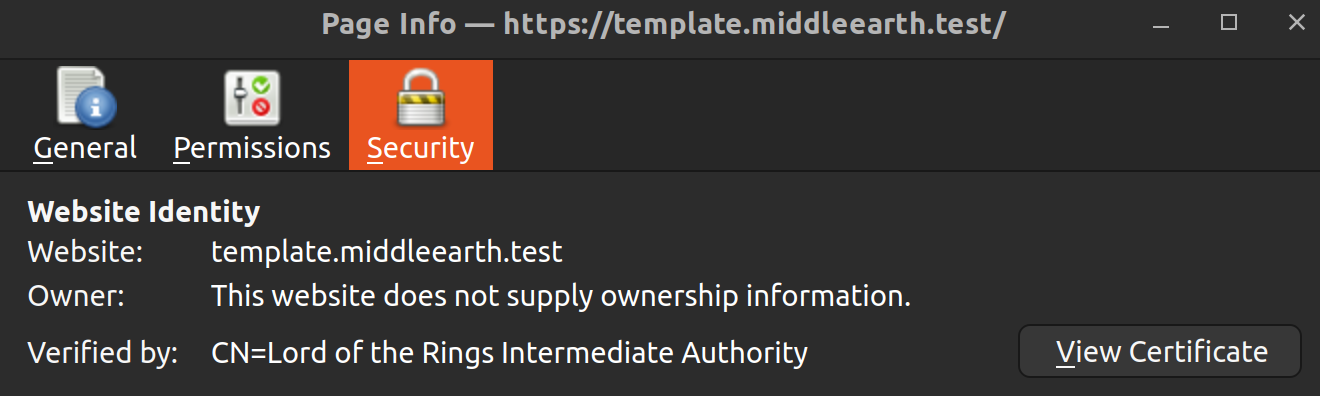 Page Info — https://template.middleearth.test/
General Permissions Security
Website Identity
Website: template.middleearth.test
Owner: This website does not supply ownership information.
Verified by: CN=Lord of the Rings Intermediate Authority View Certificate